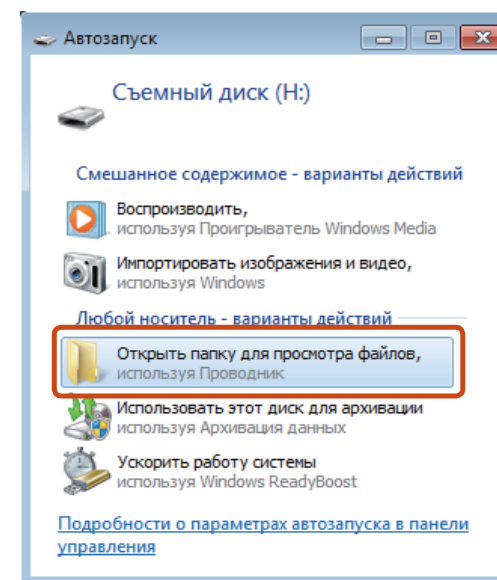 Автозапуск
Съемный диск (H:)
Смешанное содержимое - варианты действий
Воспроизводить,
используя Проигрыватель Windows Media
Импортировать изображения и видео,
используя Windows
Любой носитель - варианты действий
Открыть папку для просмотра файлов,
используя Проводник
Использовать этот диск для архивации
используя Архивация данных
Ускорить работу системы
используя Windows ReadyBoost
Подробности о параметрах автозапуска в панели
управления